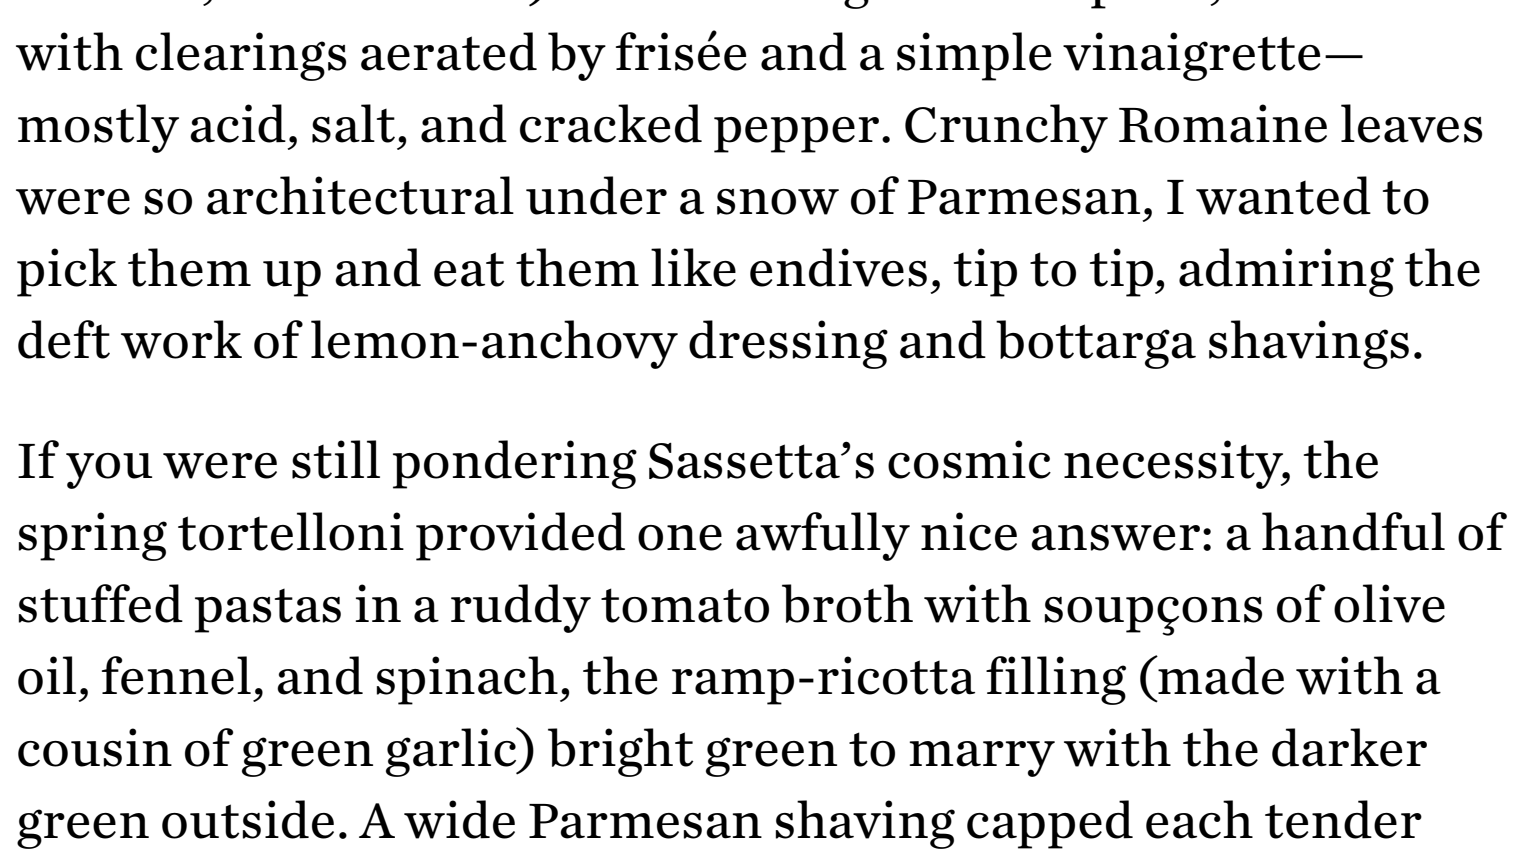 with clearings aerated by frisée and a simple vinaigrette—
mostly acid, salt, and cracked pepper. Crunchy Romaine leaves
were so architectural under a snow of Parmesan, I wanted to
pick them up and eat them like endives, tip to tip, admiring the
deft work of lemon-anchovy dressing and bottarga shavings.
If you were still pondering Sassetta’s cosmic necessity, the
spring tortelloni provided one awfully nice answer: a handful of
stuffed pastas in a ruddy tomato broth with soupçons of olive
oil, fennel, and spinach, the ramp-ricotta filling (made with a
cousin of green garlic) bright green to marry with the darker
green outside. A wide Parmesan shaving capped each tender